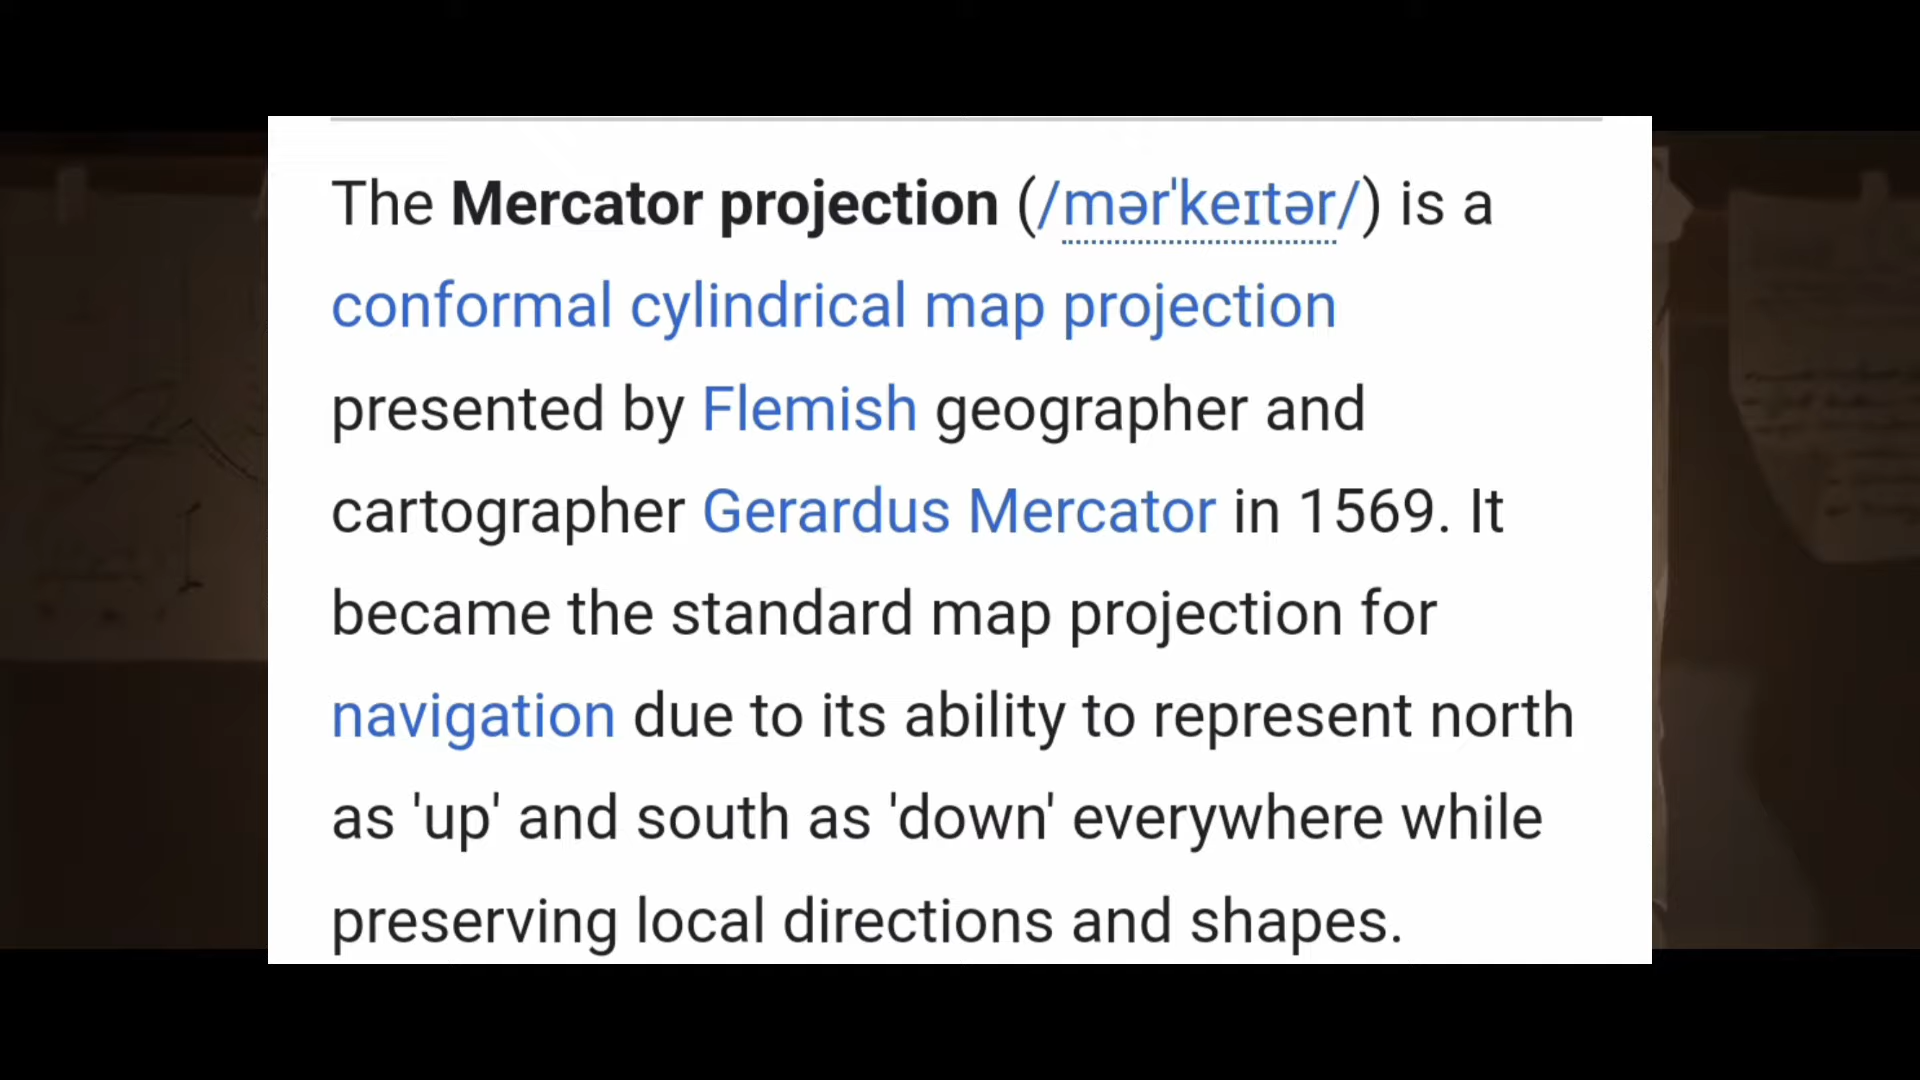 The Mercator projection (/mərˈkeɪtər/) is a
conformal cylindrical map projection
presented by Flemish geographer and
cartographer Gerardus Mercator in 1569. It
became the standard map projection for
navigation due to its ability to represent north
as 'up' and south as 'down' everywhere while
preserving local directions and shapes.